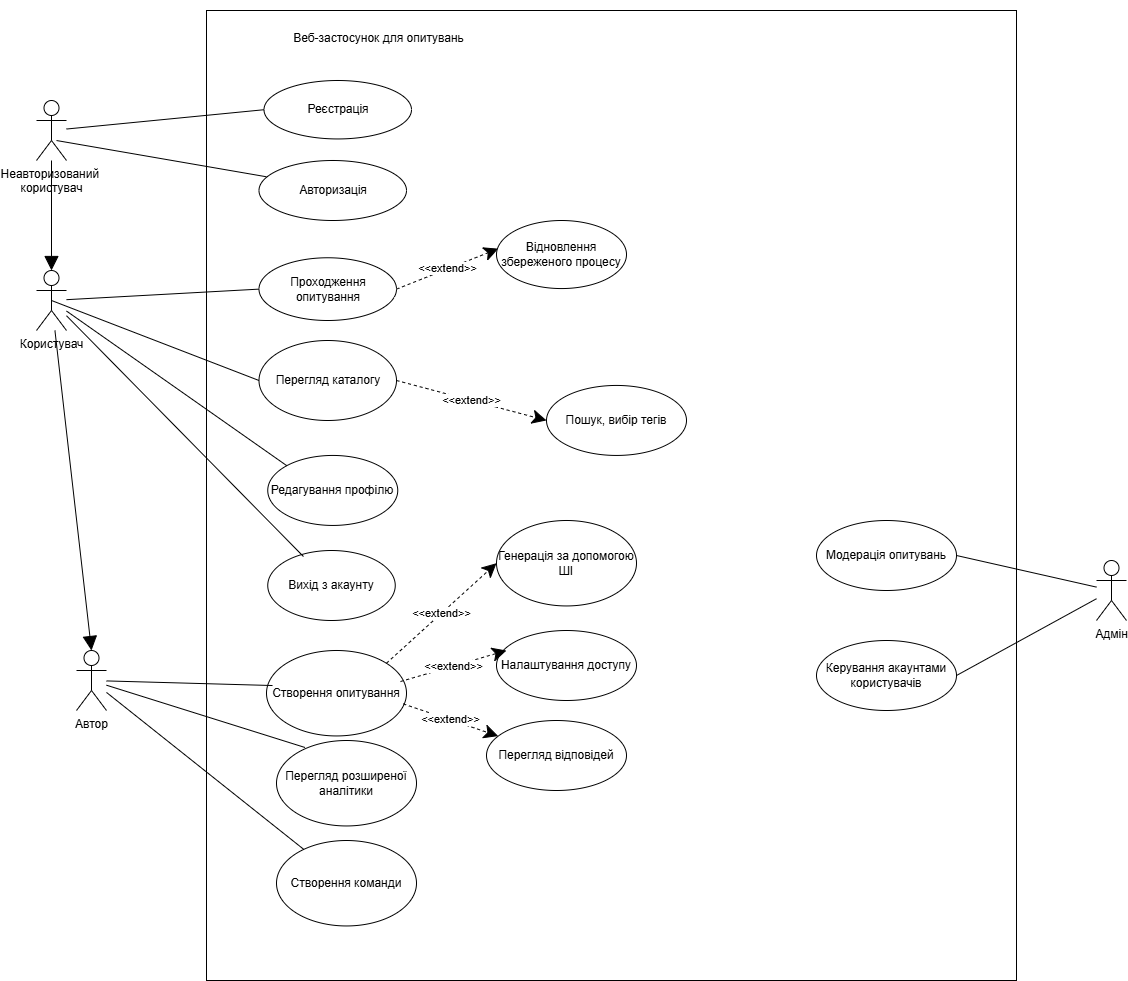 Веб-застосунок для опитувань
Реєстрація
Неавторизований
користувач
Авторизація
Відновлення
збереженого процесу
<<extend>>
Проходження
опитування
Користувач
Перегляд каталогу
<<extend>>
Пошук, вибір тегів
Редагування профілю
Генерація за допомогою
ШІ
Модерація опитувань
Вихід з акаунту
<<extend>>
Адмін
<<extend>>
Налаштування доступу
Керування акаунтами
користувачів
Створення опитування
Автор
<<extend>>
Перегляд відповідей
Перегляд розширеної
аналітики
Створення команди